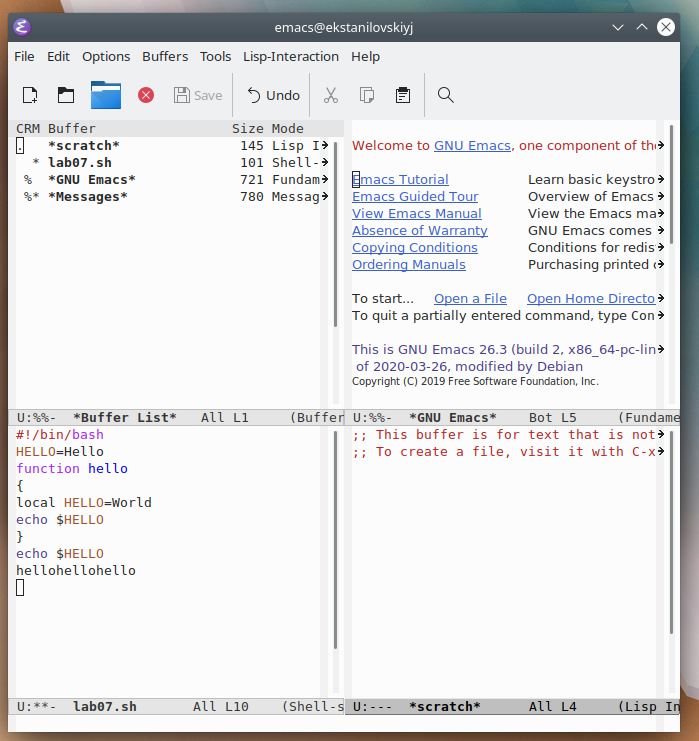 emacs@ekstanilovskiyj
File Edit Options Buffers Tools Lisp-Interaction Help
Save Undo
CRM Buffer Size Mode
. *scratch* 145 Lisp I
* lab07.sh 101 Shell-
% *GNU Emacs* 721 Fundam
%* *Messages* 780 Messag
U:%%- *Buffer List* All L1 (Buffer
Welcome to GNU Emacs, one component of the
Emacs Tutorial Learn basic keystro
Emacs Guided Tour Overview of Emacs
View Emacs Manual View the Emacs ma
Absence of Warranty GNU Emacs comes
Copying Conditions Conditions for redis
Ordering Manuals Purchasing printed c
To start... Open a File Open Home Directo
To quit a partially entered command, type Con
This is GNU Emacs 26.3 (build 2, x86_64-pc-lin
of 2020-03-26, modified by Debian
Copyright (C) 2019 Free Software Foundation, Inc.
U:%%- *GNU Emacs* Bot L5 (Fundame
#!/bin/bash
HELLO=Hello
function hello
{
local HELLO=World
echo $HELLO
}
echo $HELLO
hellohellohello
U:**- lab07.sh All L10 (Shell-s
;; This buffer is for text that is not
;; To create a file, visit it with C-x
U:--- *scratch* All L4 (Lisp In